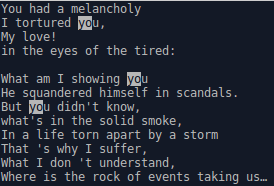 You had a melancholy
I tortured you,
My love!
in the eyes of the tired:

What am I showing you
He squandered himself in scandals.
But you didn't know,
what's in the solid smoke,
In a life torn apart by a storm
That 's why I suffer,
What I don 't understand,
Where is the rock of events taking us…